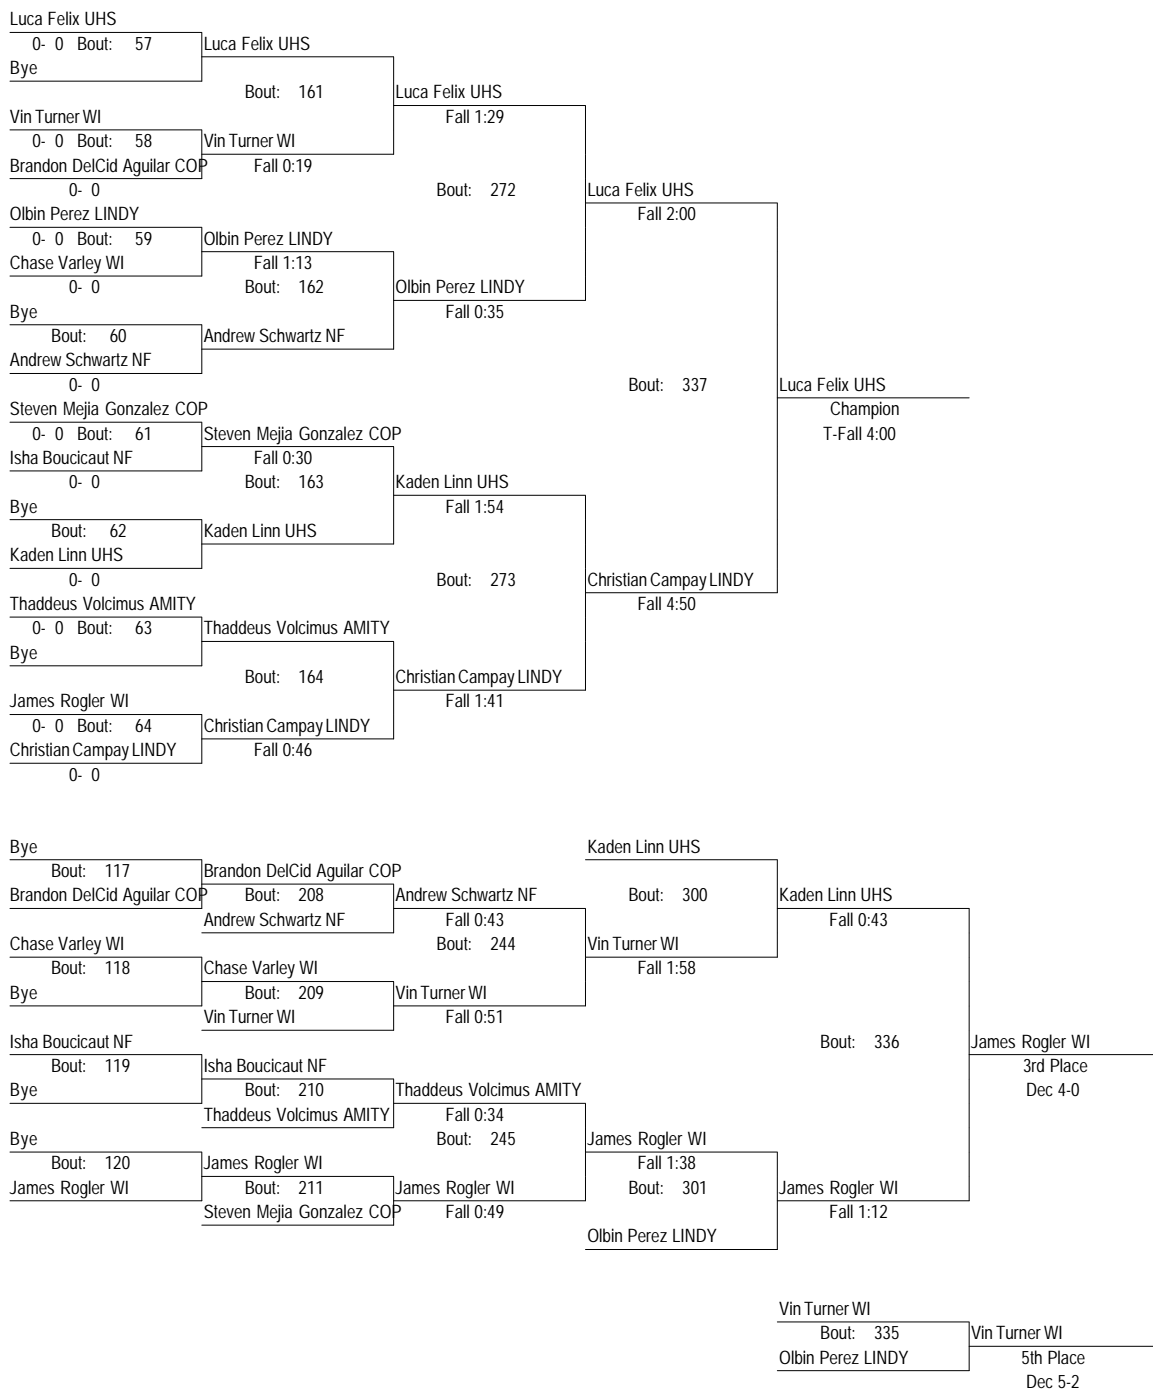 Luca Felix UHS
0- 0 Bout: 57 Luca Felix UHS
Bye
Bout: 161 Luca Felix UHS
Vin Turner WI Fall 1:29
0- 0 Bout: 58 Vin Turner WI
Brandon DelCid Aguilar COP Fall 0:19
0- 0 Bout: 272 Luca Felix UHS
Olbin Perez LINDY Fall 2:00
0- 0 Bout: 59 Olbin Perez LINDY
Chase Varley WI Fall 1:13
0- 0 Bout: 162 Olbin Perez LINDY
Bye Fall 0:35
Bout: 60 Andrew Schwartz NF
Andrew Schwartz NF
0- 0 Bout: 337 Luca Felix UHS
Steven Mejia Gonzalez COP Champion
0- 0 Bout: 61 Steven Mejia Gonzalez COP T-Fall 4:00
Isha Boucicaut NF Fall 0:30
0- 0 Bout: 163 Kaden Linn UHS
Bye Fall 1:54
Bout: 62 Kaden Linn UHS
Kaden Linn UHS
0- 0 Bout: 273 Christian Campay LINDY
Thaddeus Volcimus AMITY Fall 4:50
0- 0 Bout: 63 Thaddeus Volcimus AMITY
Bye
Bout: 164 Christian Campay LINDY
James Rogler WI Fall 1:41
0- 0 Bout: 64 Christian Campay LINDY
Christian Campay LINDY Fall 0:46
0- 0
Bye Kaden Linn UHS
Bout: 117 Brandon DelCid Aguilar COP
Brandon DelCid Aguilar COP Bout: 208 Andrew Schwartz NF Bout: 300 Kaden Linn UHS
Andrew Schwartz NF Fall 0:43 Fall 0:43
Chase Varley WI Bout: 244 Vin Turner WI
Bout: 118 Chase Varley WI Fall 1:58
Bye Bout: 209 Vin Turner WI
Vin Turner WI Fall 0:51
Isha Boucicaut NF Bout: 336 James Rogler WI
Bout: 119 Isha Boucicaut NF 3rd Place
Bye Bout: 210 Thaddeus Volcimus AMITY Dec 4-0
Thaddeus Volcimus AMITY Fall 0:34
Bye Bout: 245 James Rogler WI
Bout: 120 James Rogler WI Fall 1:38
James Rogler WI Bout: 211 James Rogler WI Bout: 301 James Rogler WI
Steven Mejia Gonzalez COP Fall 0:49 Fall 1:12
Olbin Perez LINDY
Vin Turner WI
Bout: 335 Vin Turner WI
Olbin Perez LINDY 5th Place
Dec 5-2